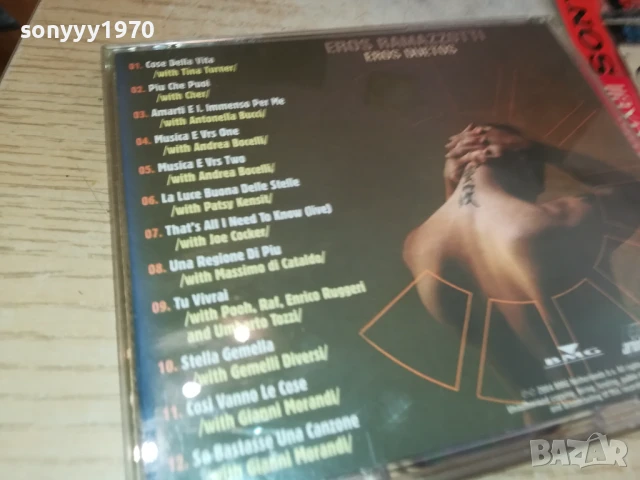 sonyyy1970
EROS RAMAZZOTTI
EROS DUETOS
SONY
01. Cose Della Vita
/with Tina Turner/
02. Piu Che Puoi
/with Cher/
03. Amarti E I. Immenso Per Me
/with Antonella Bucci/
04. Musica E Vrs One
/with Andrea Bocelli/
05. Musica E Vrs Two
/with Andrea Bocelli/
06. La Luce Buona Delle Stelle
/with Patsy Kensit/
07. That's All I Need To Know (live)
/with Joe Cocker/
08. Una Regione Di Piu
/with Massimo di Cataldo/
09. Tu Vivrai
/with Pooh, Raf, Enrico Ruggeri
and Umberto Tozzi/
10. Stella Gemella
/with Gemelli Diversi/
11. Cosi Vanno Le Cose
/with Gianni Morandi/
12. Se Bastasse Una Canzone
/with Gianni Morandi/
BMG
BAZAR
bg